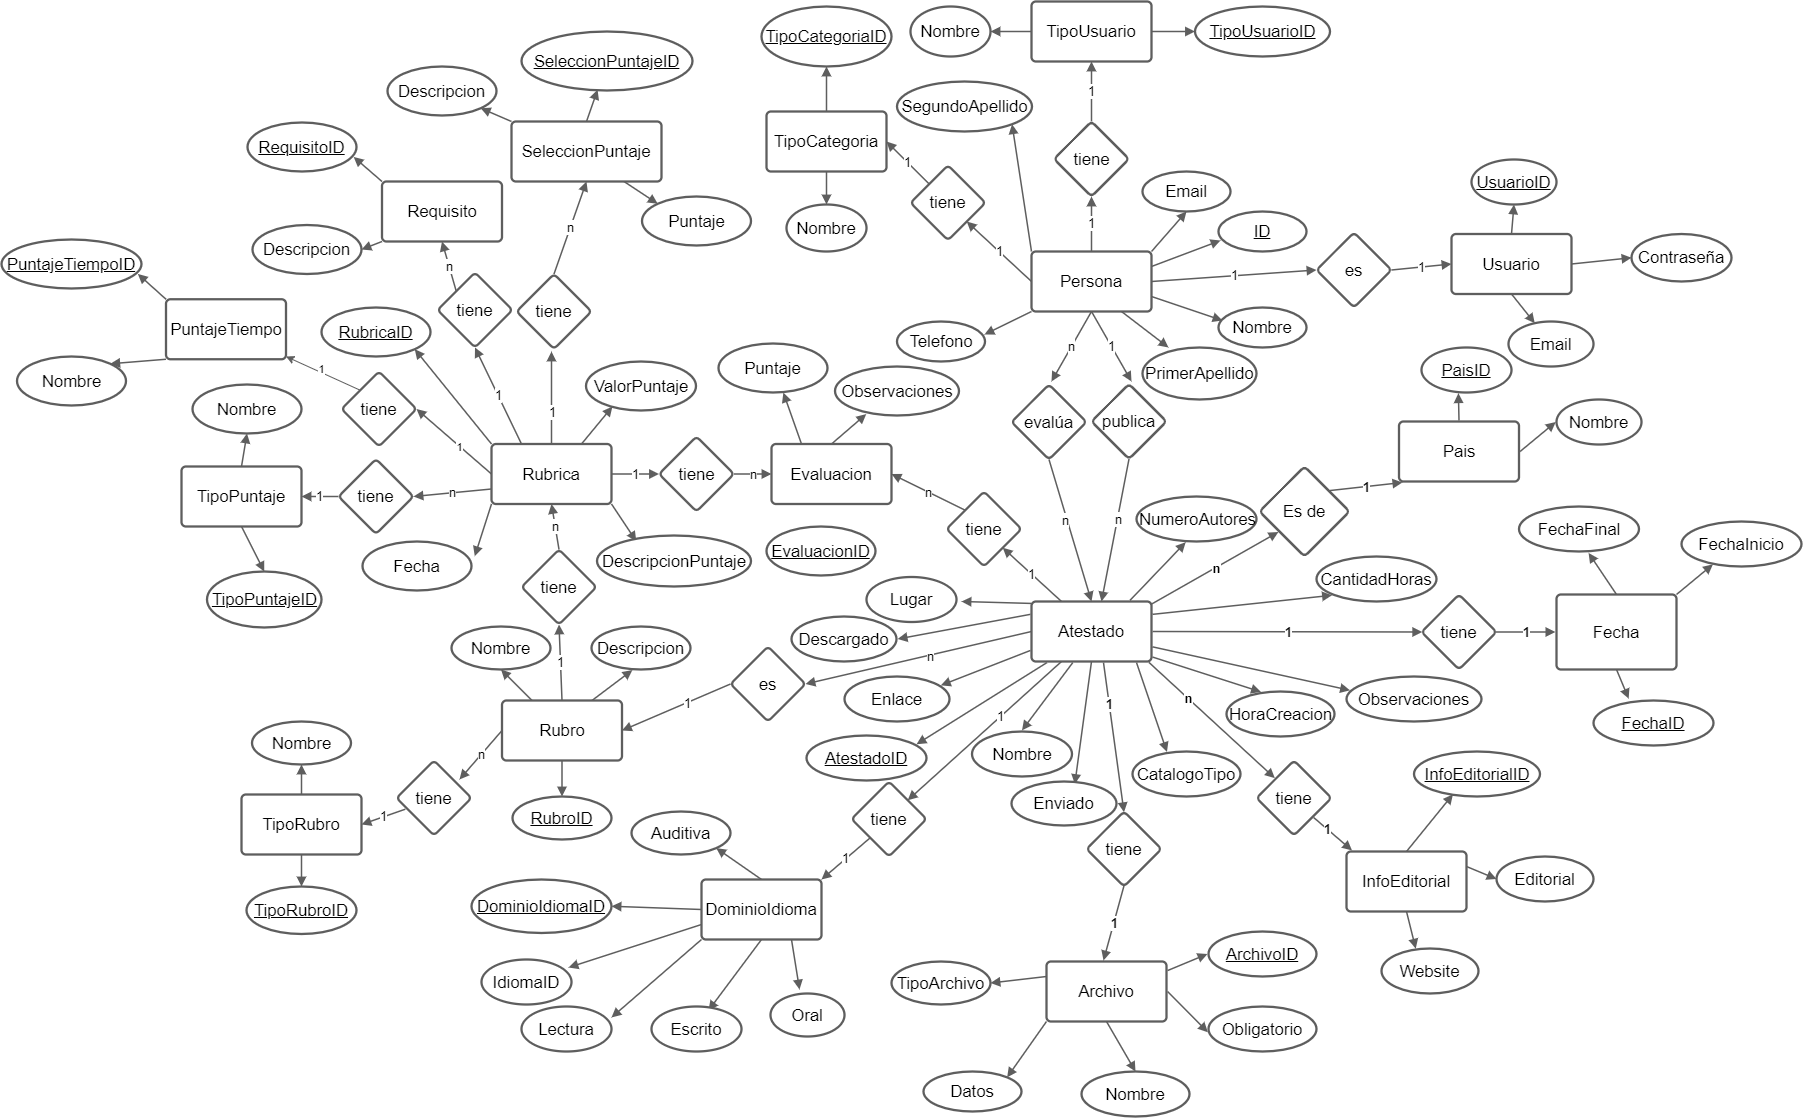 TipoCategoriaID
Nombre
TipoUsuario
TipoUsuarioID
SeleccionPuntajeID
Descripcion
1
SegundoApellido
RequisitoID
SeleccionPuntaje
TipoCategoria
1
tiene
UsuarioID
Requisito
Puntaje
Nombre
tiene
Email
1
ID
Descripcion
n
1
PuntajeTiempoID
n
Persona
1
es
1
Usuario
Contraseña
PuntajeTiempo
RubricaID
tiene
tiene
Telefono
n
1
Nombre
Email
Nombre
1
1
ValorPuntaje
Puntaje
Observaciones
PrimerApellido
PaisID
Nombre
tiene
1
1
evalúa
publica
Nombre
TipoPuntaje
1
tiene
n
Rubrica
1
tiene
n
Evaluacion
n
Pais
1
Fecha
n
DescripcionPuntaje
EvaluacionID
tiene
n
n
NumeroAutores
Es de
FechaFinal
FechaInicio
TipoPuntajeID
tiene
1
n
CantidadHoras
Lugar
Nombre
1
Descripcion
Descargado
n
Atestado
1
tiene
1
Fecha
es
Enlace
1
n
HoraCreacion
Observaciones
FechaID
1
1
Rubro
Nombre
n
AtestadoID
Nombre
CatalogoTipo
InfoEditorialID
tiene
1
TipoRubro
RubroID
Enviado
tiene
1
Auditiva
tiene
1
tiene
InfoEditorial
Editorial
TipoRubroID
DominioIdiomaID
DominioIdioma
1
IdiomaID
TipoArchivo
Archivo
ArchivoID
Website
Lectura
Escrito
Oral
Obligatorio
Datos
Nombre